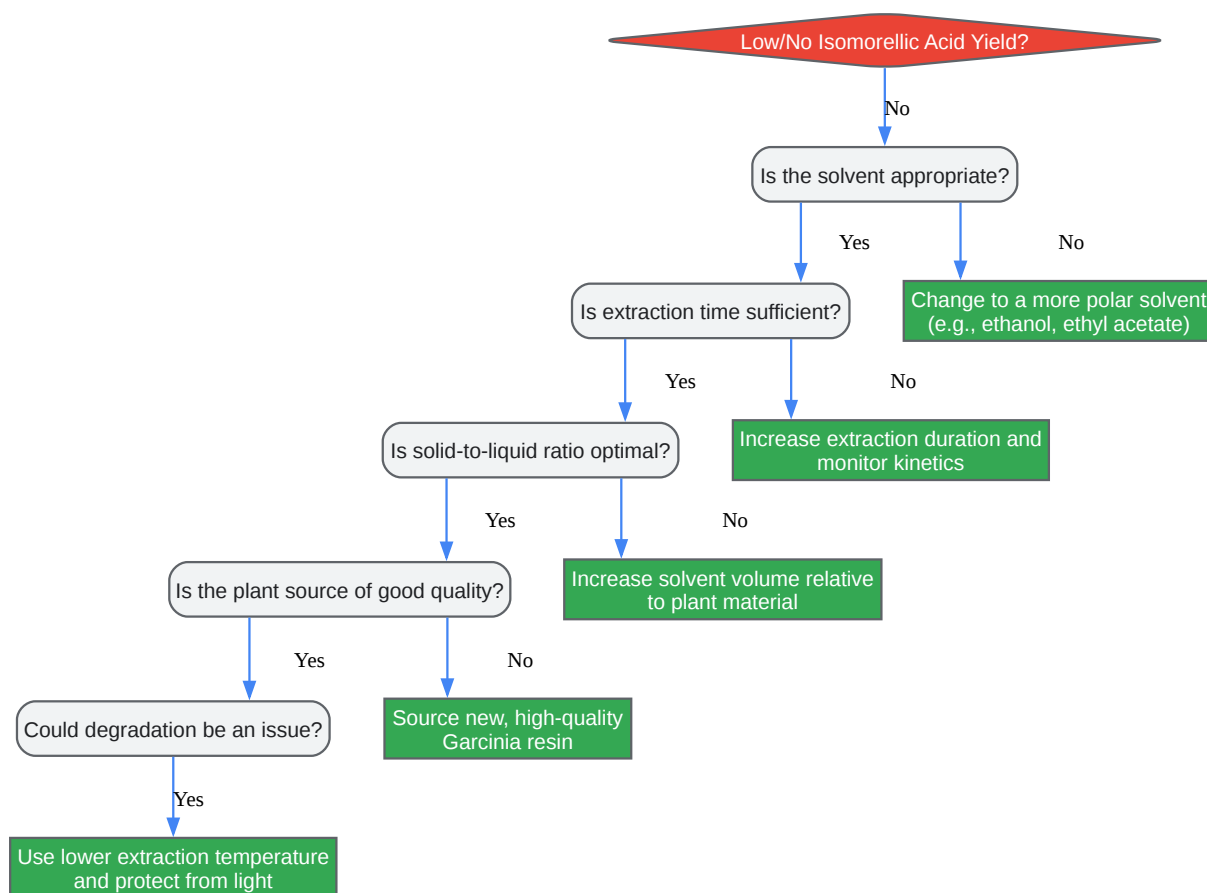 Low/No Isomorellic Acid Yield?
No
Is the solvent appropriate?
Yes
No
Change to a more polar solvent
(e.g., ethanol, ethyl acetate)
Is extraction time sufficient?
Yes
No
Increase extraction duration and
monitor kinetics
Is solid-to-liquid ratio optimal?
Yes
No
Increase solvent volume relative
to plant material
Is the plant source of good quality?
Yes
No
Source new, high-quality
Garcinia resin
Could degradation be an issue?
Yes
Use lower extraction temperature
and protect from light